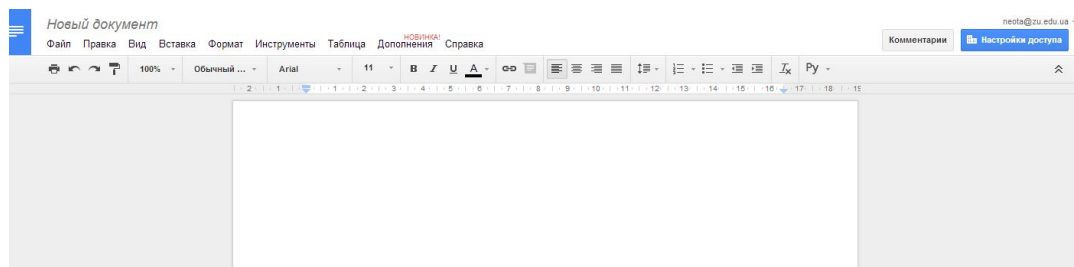 Новый документ
neota@zu.edu.ua
НОВИНКА!
Файл Правка Вид Вставка Формат Инструменты Таблица Дополнения Справка
Комментарии Настройки доступа
100% Обычный ... Arial 11 B I U A Tx Ру
2 1 1 2 3 4 5 6 7 8 9 10 11 12 13 14 15 16 17 18 19